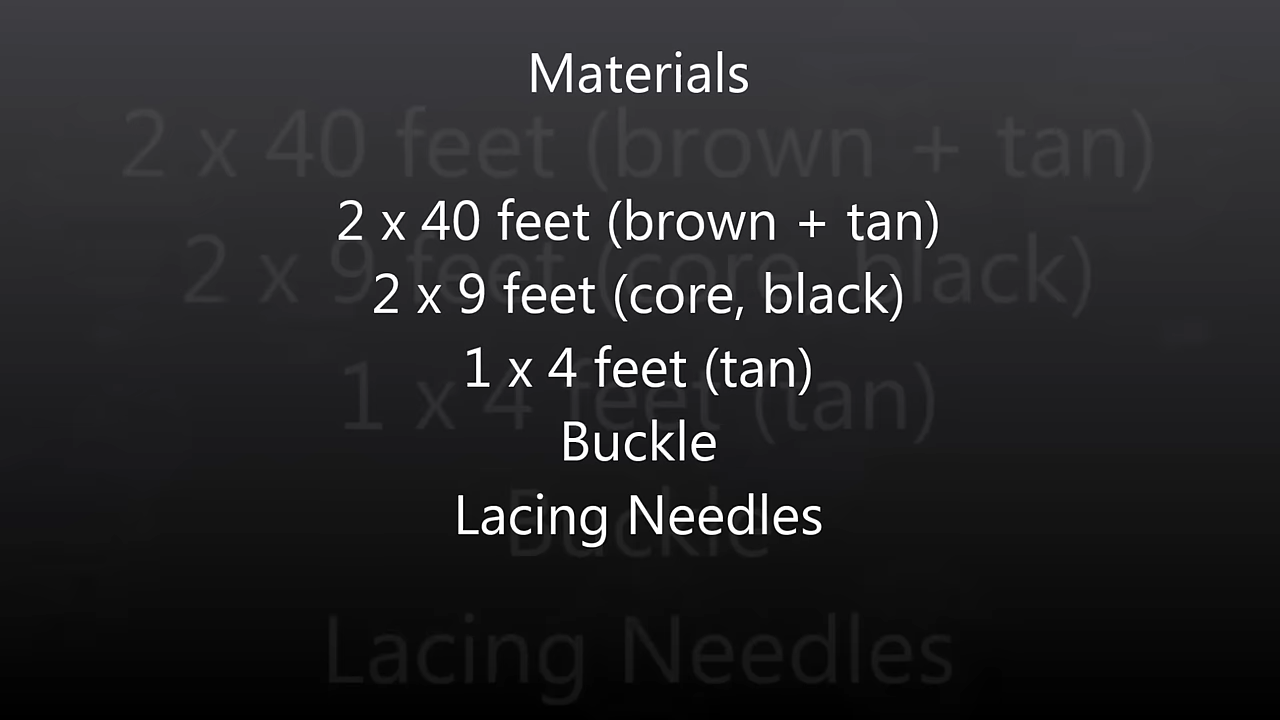 Materials
2 x 40 feet (brown + tan)
2 x 9 feet (core, black)
1 x 4 feet (tan)
Buckle
Lacing Needles